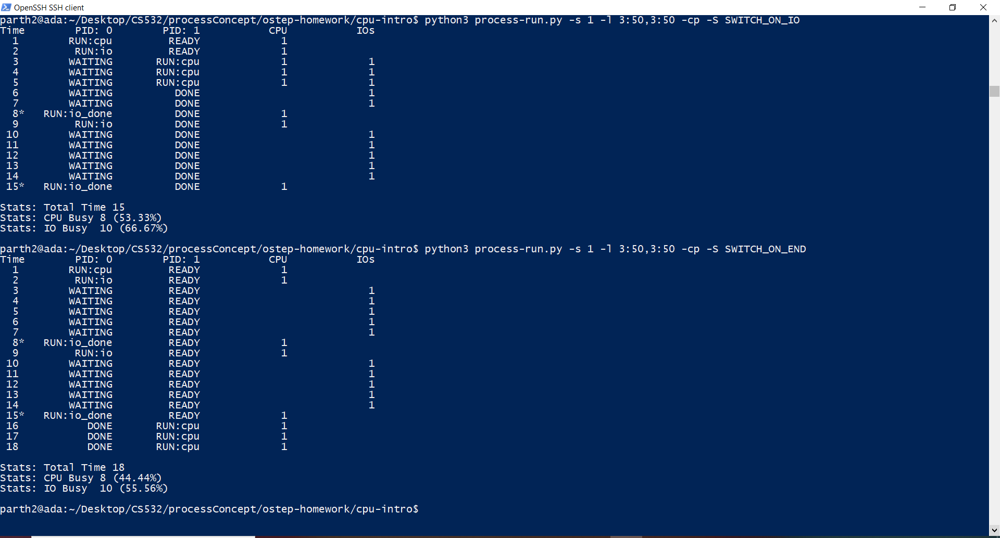 OpenSSH SSH client
parth2@ada:~/Desktop/CS532/processConcept/ostep-homework/cpu-intro$ python3 process-run.py -s 1 -l 3:50,3:50 -cp -S SWITCH_ON_IO
Time        PID: 0        PID: 1           CPU           IOs
  1        RUN:cpu         READY             1
  2         RUN:io         READY             1
  3        WAITING       RUN:cpu             1             1
  4        WAITING       RUN:cpu             1             1
  5        WAITING       RUN:cpu             1             1
  6        WAITING          DONE                           1
  7        WAITING          DONE                           1
  8*   RUN:io_done          DONE             1
  9         RUN:io          DONE             1
 10        WAITING          DONE                           1
 11        WAITING          DONE                           1
 12        WAITING          DONE                           1
 13        WAITING          DONE                           1
 14        WAITING          DONE                           1
 15*   RUN:io_done          DONE             1
Stats: Total Time 15
Stats: CPU Busy 8 (53.33%)
Stats: IO Busy  10 (66.67%)
parth2@ada:~/Desktop/CS532/processConcept/ostep-homework/cpu-intro$ python3 process-run.py -s 1 -l 3:50,3:50 -cp -S SWITCH_ON_END
Time        PID: 0        PID: 1           CPU           IOs
  1        RUN:cpu         READY             1
  2         RUN:io         READY             1
  3        WAITING         READY                           1
  4        WAITING         READY                           1
  5        WAITING         READY                           1
  6        WAITING         READY                           1
  7        WAITING         READY                           1
  8*   RUN:io_done         READY             1
  9         RUN:io         READY             1
 10        WAITING         READY                           1
 11        WAITING         READY                           1
 12        WAITING         READY                           1
 13        WAITING         READY                           1
 14        WAITING         READY                           1
 15*   RUN:io_done         READY             1
 16           DONE       RUN:cpu             1
 17           DONE       RUN:cpu             1
 18           DONE       RUN:cpu             1
Stats: Total Time 18
Stats: CPU Busy 8 (44.44%)
Stats: IO Busy  10 (55.56%)
parth2@ada:~/Desktop/CS532/processConcept/ostep-homework/cpu-intro$